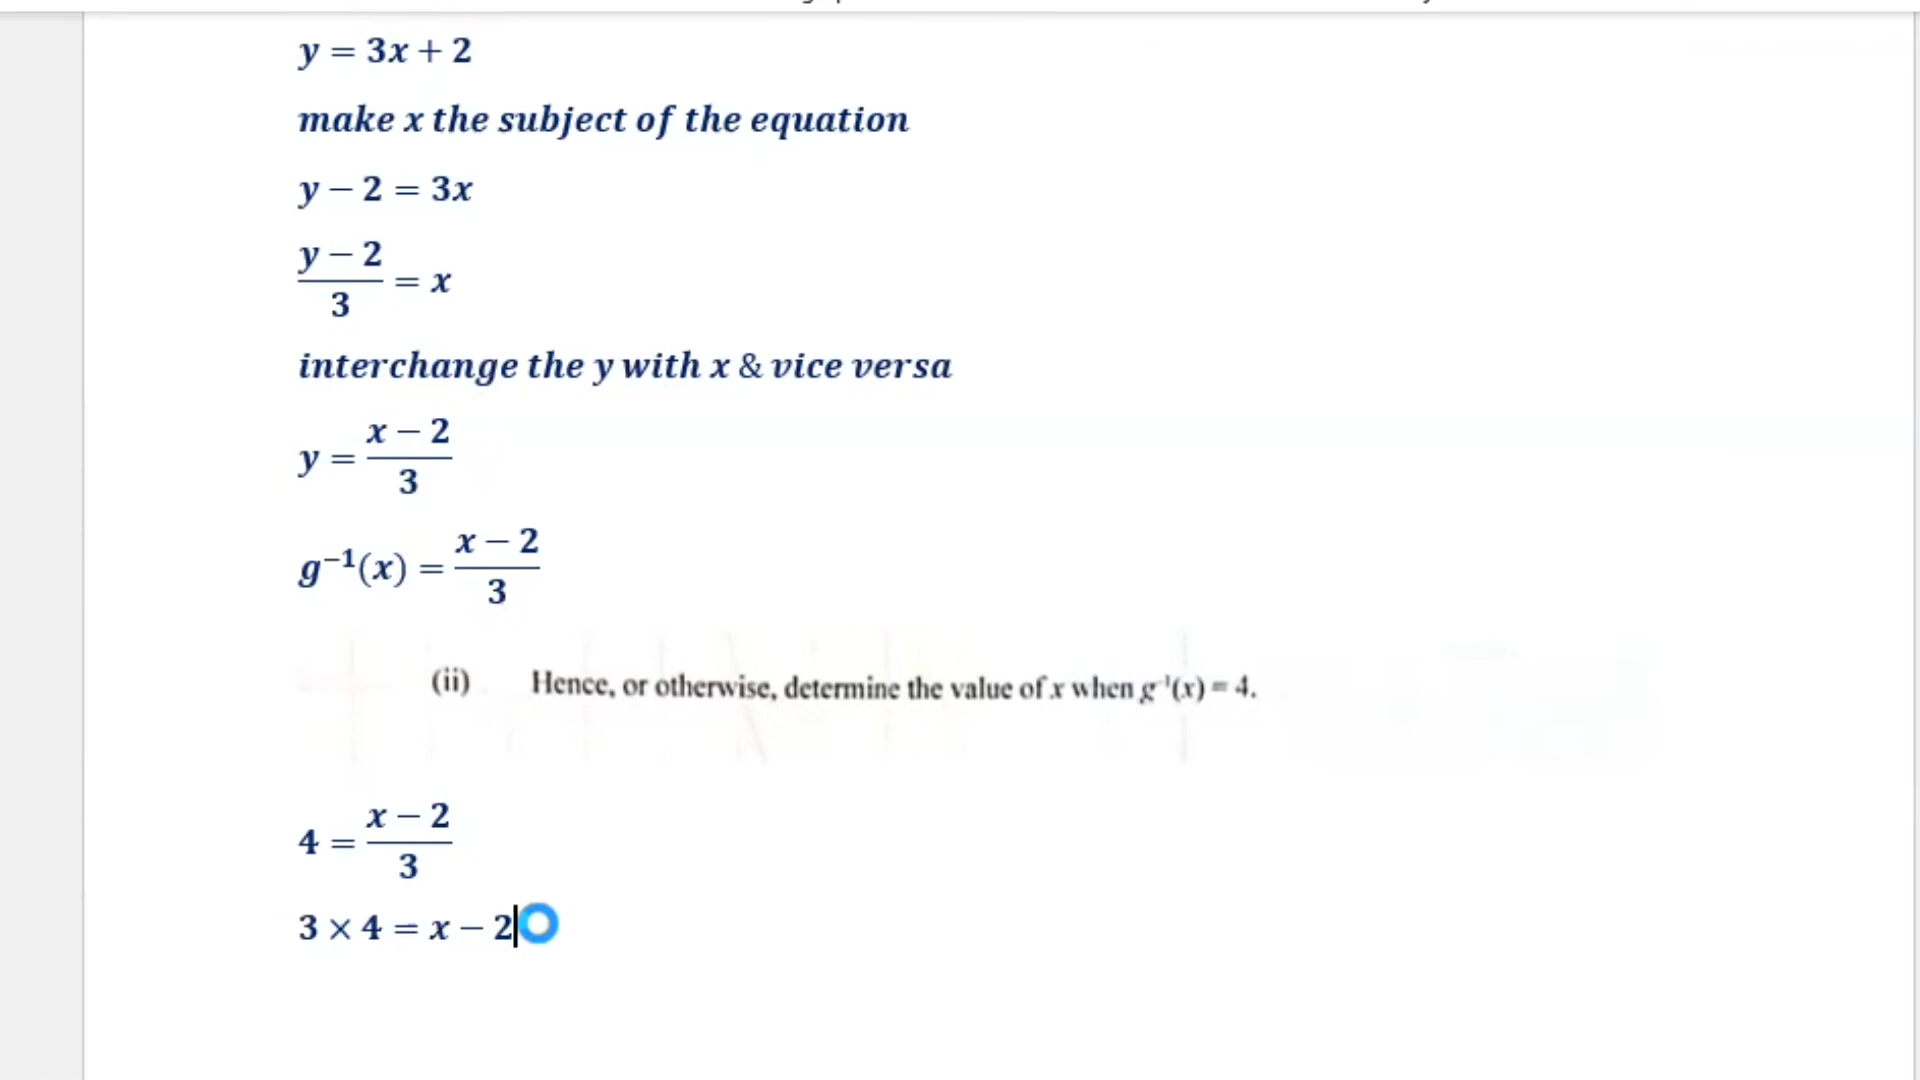 y = 3x + 2
make x the subject of the equation
y − 2 = 3x
y − 2
3
= x
interchange the y with x & vice versa
y = x − 2
3
g⁻¹(x) = x − 2
3
(ii) Hence, or otherwise, determine the value of x when g⁻¹(x) = 4.
4 = x − 2
3
3 × 4 = x − 2